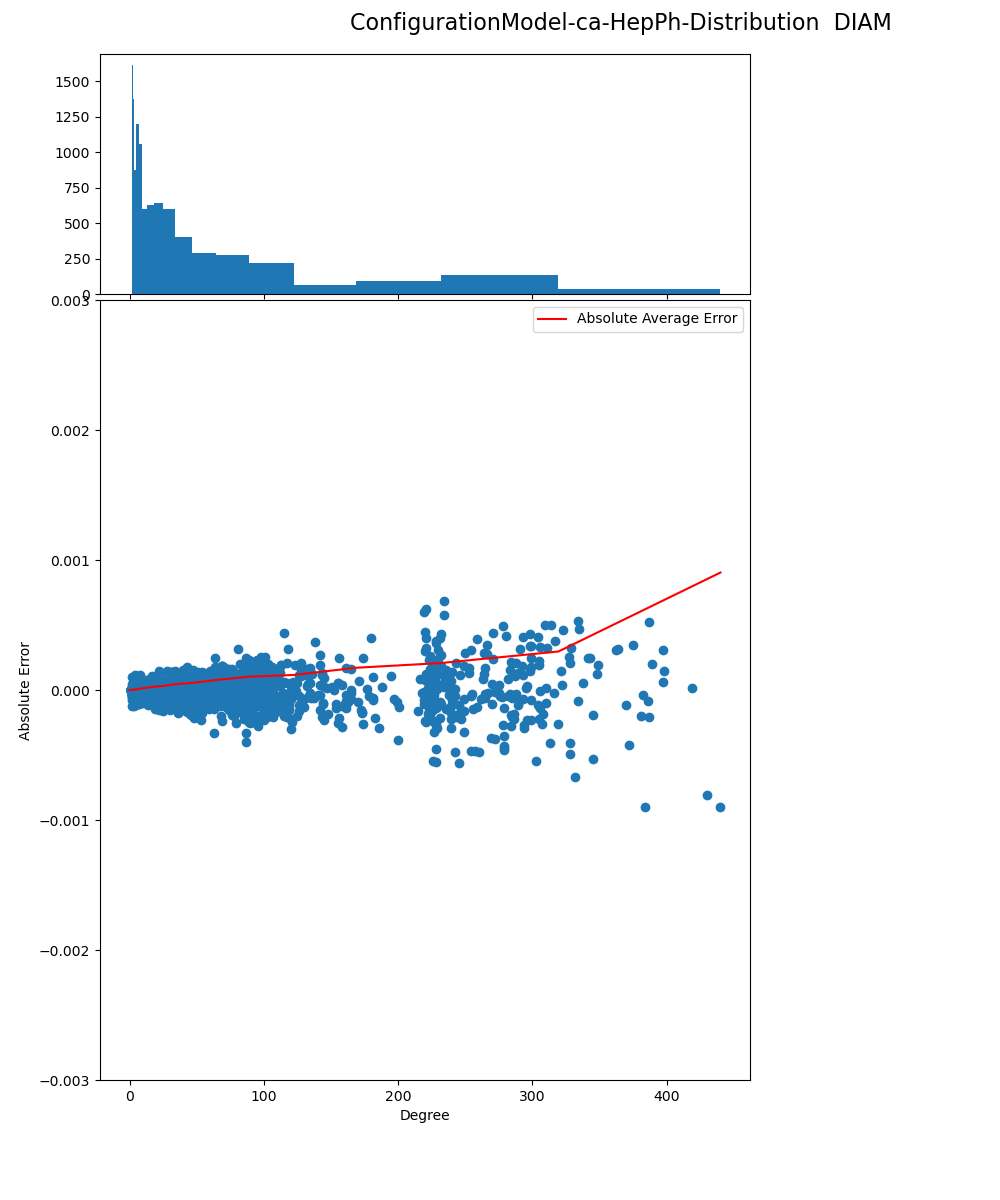 ConfigurationModel-ca-HepPh-Distribution  DIAM
1500
1250
1000
750
500
250
0
0.003
Absolute Average Error
0.002
0.001
0.000
−0.001
−0.002
−0.003
Absolute Error
0 100 200 300 400
Degree